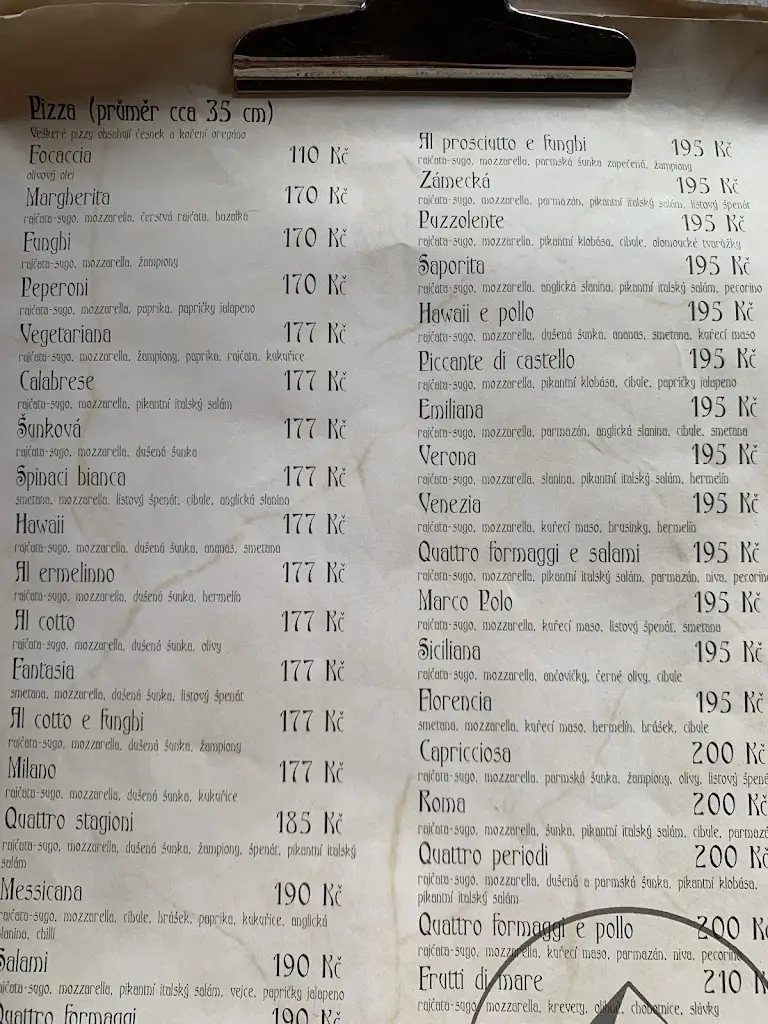 Pizza (průměr cca 35 cm)
Veškeré pizzy obsahují česnek a koření oregáno
Focaccia 110 Kč
olivový olej
Margherita 170 Kč
rajčata-sugo, mozzarella, čerstvá rajčata, bazalka
Funghi 170 Kč
rajčata-sugo, mozzarella, žampiony
Peperoni 170 Kč
rajčata-sugo, mozzarella, paprika, papričky jalapeno
Vegetariana 177 Kč
rajčata-sugo, mozzarella, žampiony, paprika, rajčata, kukuřice
Calabrese 177 Kč
rajčata-sugo, mozzarella, pikantní italský salám
Šunková 177 Kč
rajčata-sugo, mozzarella, dušená šunka
Spinaci bianca 177 Kč
smetana, mozzarella, listový špenát, cibule, anglická slanina
Hawaii 177 Kč
rajčata-sugo, mozzarella, dušená šunka, ananas, smetana
Al ermelinno 177 Kč
rajčata-sugo, mozzarella, dušená šunka, hermelín
Al cotto 177 Kč
rajčata-sugo, mozzarella, dušená šunka, olivy
Fantasia 177 Kč
smetana, mozzarella, dušená šunka, listový špenát
Al cotto e funghi 177 Kč
rajčata-sugo, mozzarella, dušená šunka, žampiony
Milano 177 Kč
rajčata-sugo, mozzarella, dušená šunka, kukuřice
Quattro stagioni 185 Kč
rajčata-sugo, mozzarella, dušená šunka, žampiony, špenát, pikantní italský
salám
Messicana 190 Kč
rajčata-sugo, mozzarella, cibule, hrášek, paprika, kukuřice, anglická
slanina, chilli
Salami 190 Kč
rajčata-sugo, mozzarella, pikantní italský salám, vejce, papričky jalapeno
Quattro formaggi 190 Kč
Al prosciutto e funghi 195 Kč
rajčata-sugo, mozzarella, parmská šunka zapečená, žampiony
Zámecká 195 Kč
rajčata-sugo, mozzarella, parmazán, pikantní italský salám, listový špenát
Puzzolente 195 Kč
rajčata-sugo, mozzarella, pikantní klobása, cibule, olomoucké tvarůžky
Saporita 195 Kč
rajčata-sugo, mozzarella, anglická slanina, pikantní italský salám, pecorino
Hawaii e pollo 195 Kč
rajčata-sugo, mozzarella, dušená šunka, ananas, smetana, kuřecí maso
Piccante di castello 195 Kč
rajčata-sugo, mozzarella, pikantní klobása, cibule, papričky jalapeno
Emiliana 195 Kč
rajčata-sugo, mozzarella, parmazán, anglická slanina, cibule, smetana
Verona 195 Kč
rajčata-sugo, mozzarella, slanina, pikantní italský salám, hermelín
Venezia 195 Kč
rajčata-sugo, mozzarella, kuřecí maso, brusinky, hermelín
Quattro formaggi e salami 195 Kč
rajčata-sugo, mozzarella, pikantní italský salám, parmazán, niva, pecorino
Marco Polo 195 Kč
rajčata-sugo, mozzarella, kuřecí maso, listový špenát, smetana
Siciliana 195 Kč
rajčata-sugo, mozzarella, ančovičky, černé olivy, cibule
Florencia 195 Kč
smetana, mozzarella, kuřecí maso, hermelín, hrášek, cibule
Capricciosa 200 Kč
rajčata-sugo, mozzarella, parmská šunka, žampiony, olivy, listový špená
Roma 200 Kč
rajčata-sugo, mozzarella, šunka, pikantní italský salám, cibule, parmazá
Quattro periodi 200 Kč
rajčata-sugo, mozzarella, dušená a parmská šunka, pikantní klobása,
pikantní italský salám
Quattro formaggi e pollo 200 Kč
rajčata-sugo, mozzarella, kuřecí maso, parmazán, niva, pecorino
Frutti di mare 210 K
rajčata-sugo, mozzarella, krevety, chobotnice, slávky